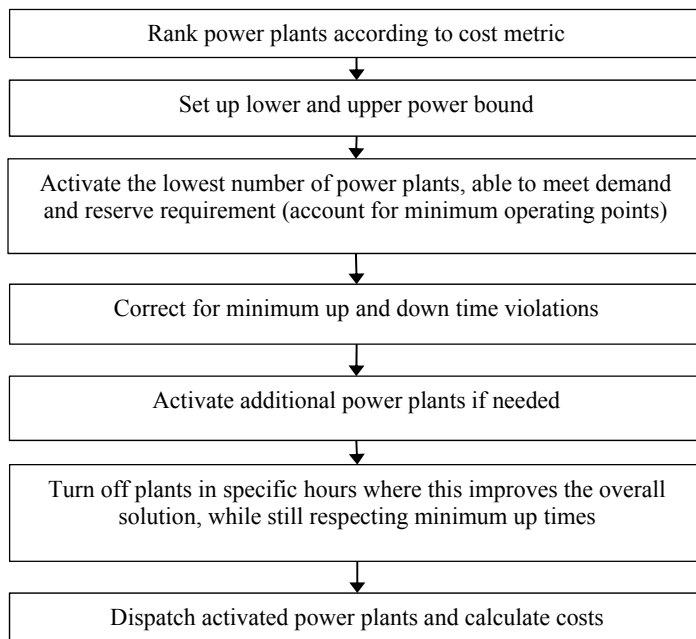 Rank power plants according to cost metric
Set up lower and upper power bound
Activate the lowest number of power plants, able to meet demand
and reserve requirement (account for minimum operating points)
Correct for minimum up and down time violations
Activate additional power plants if needed
Turn off plants in specific hours where this improves the overall
solution, while still respecting minimum up times
Dispatch activated power plants and calculate costs